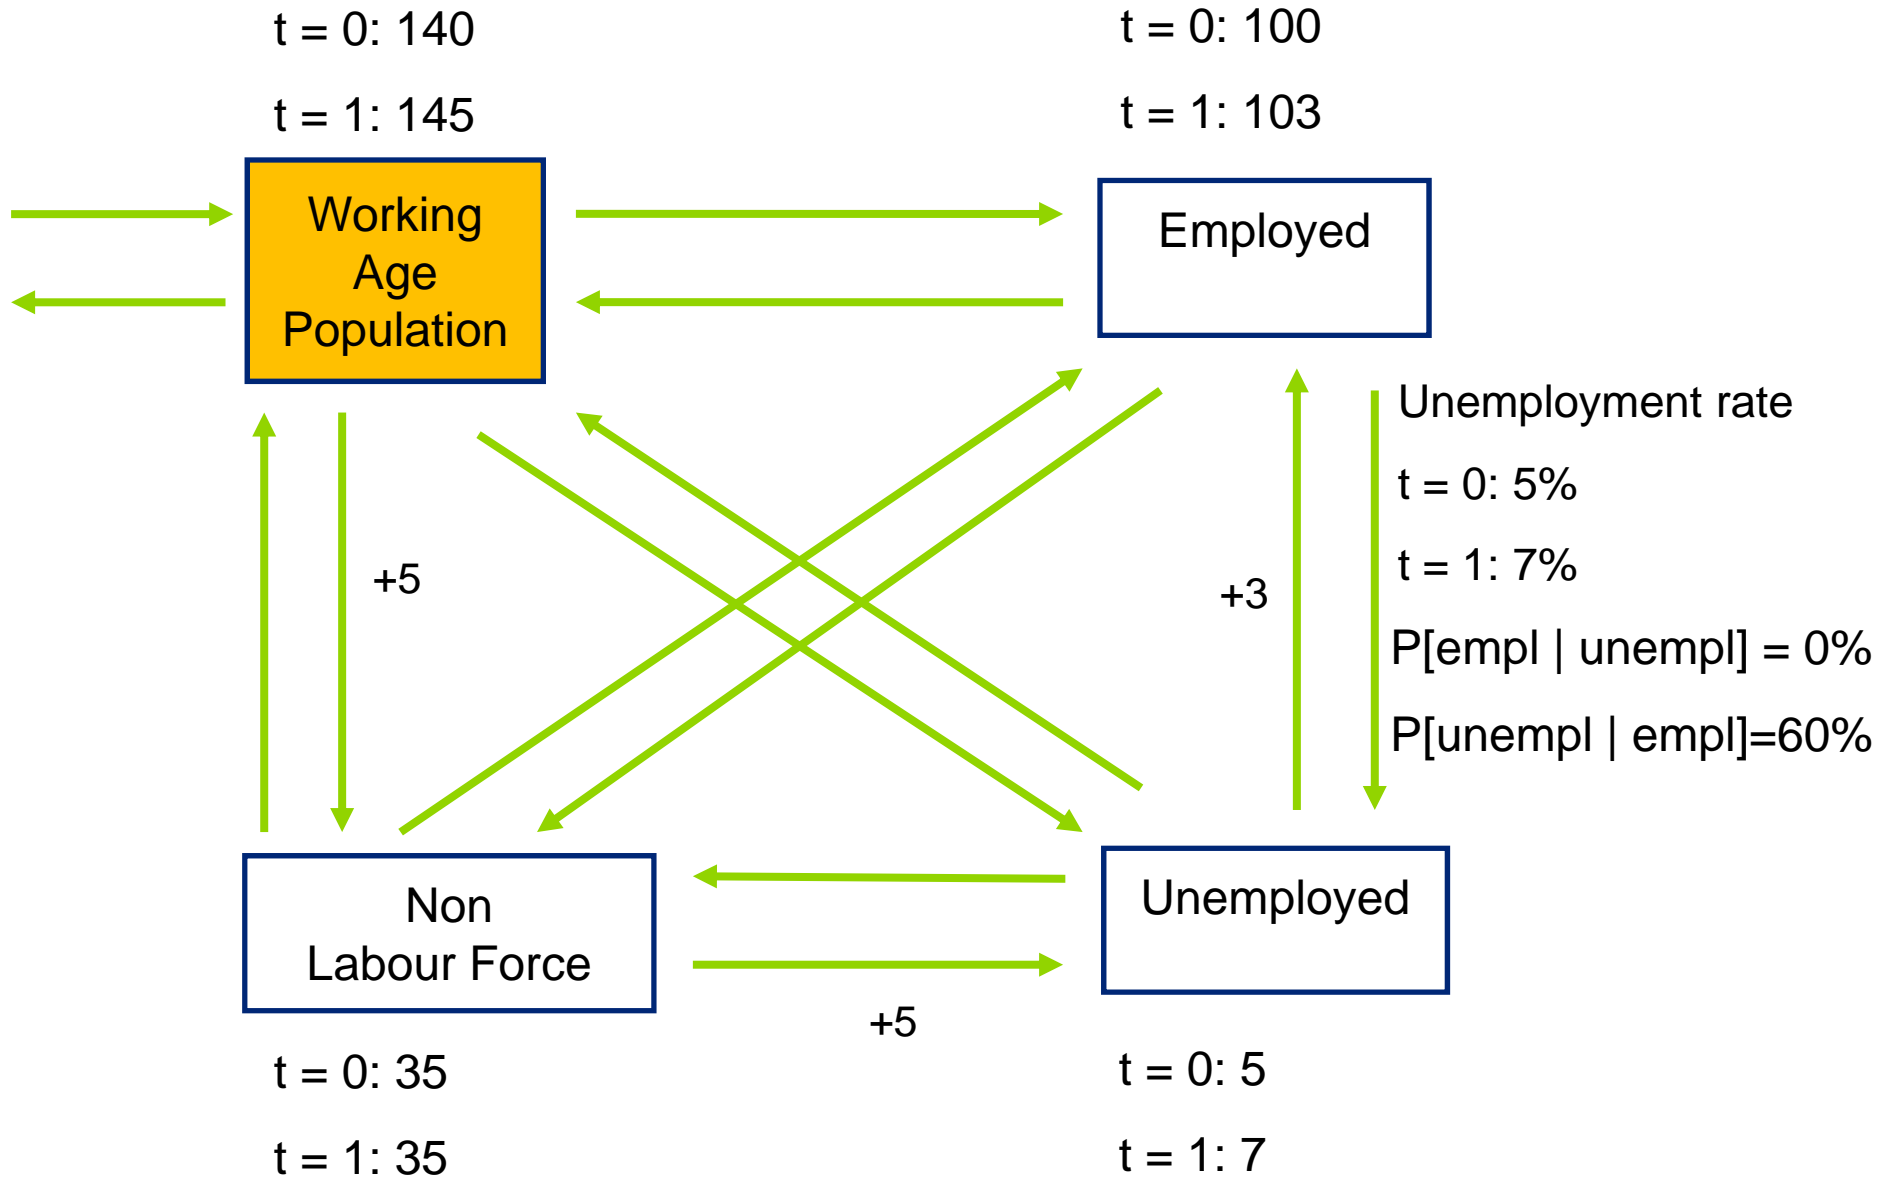 t = 0: 140
t = 1: 145
Working
Age
Population
t = 0: 100
t = 1: 103
Employed
Unemployment rate
t = 0: 5%
t = 1: 7%
P[empl | unempl] = 0%
P[unempl | empl]=60%
+5
+3
Non
Labour Force
+5
Unemployed
t = 0: 35
t = 1: 35
t = 0: 5
t = 1: 7